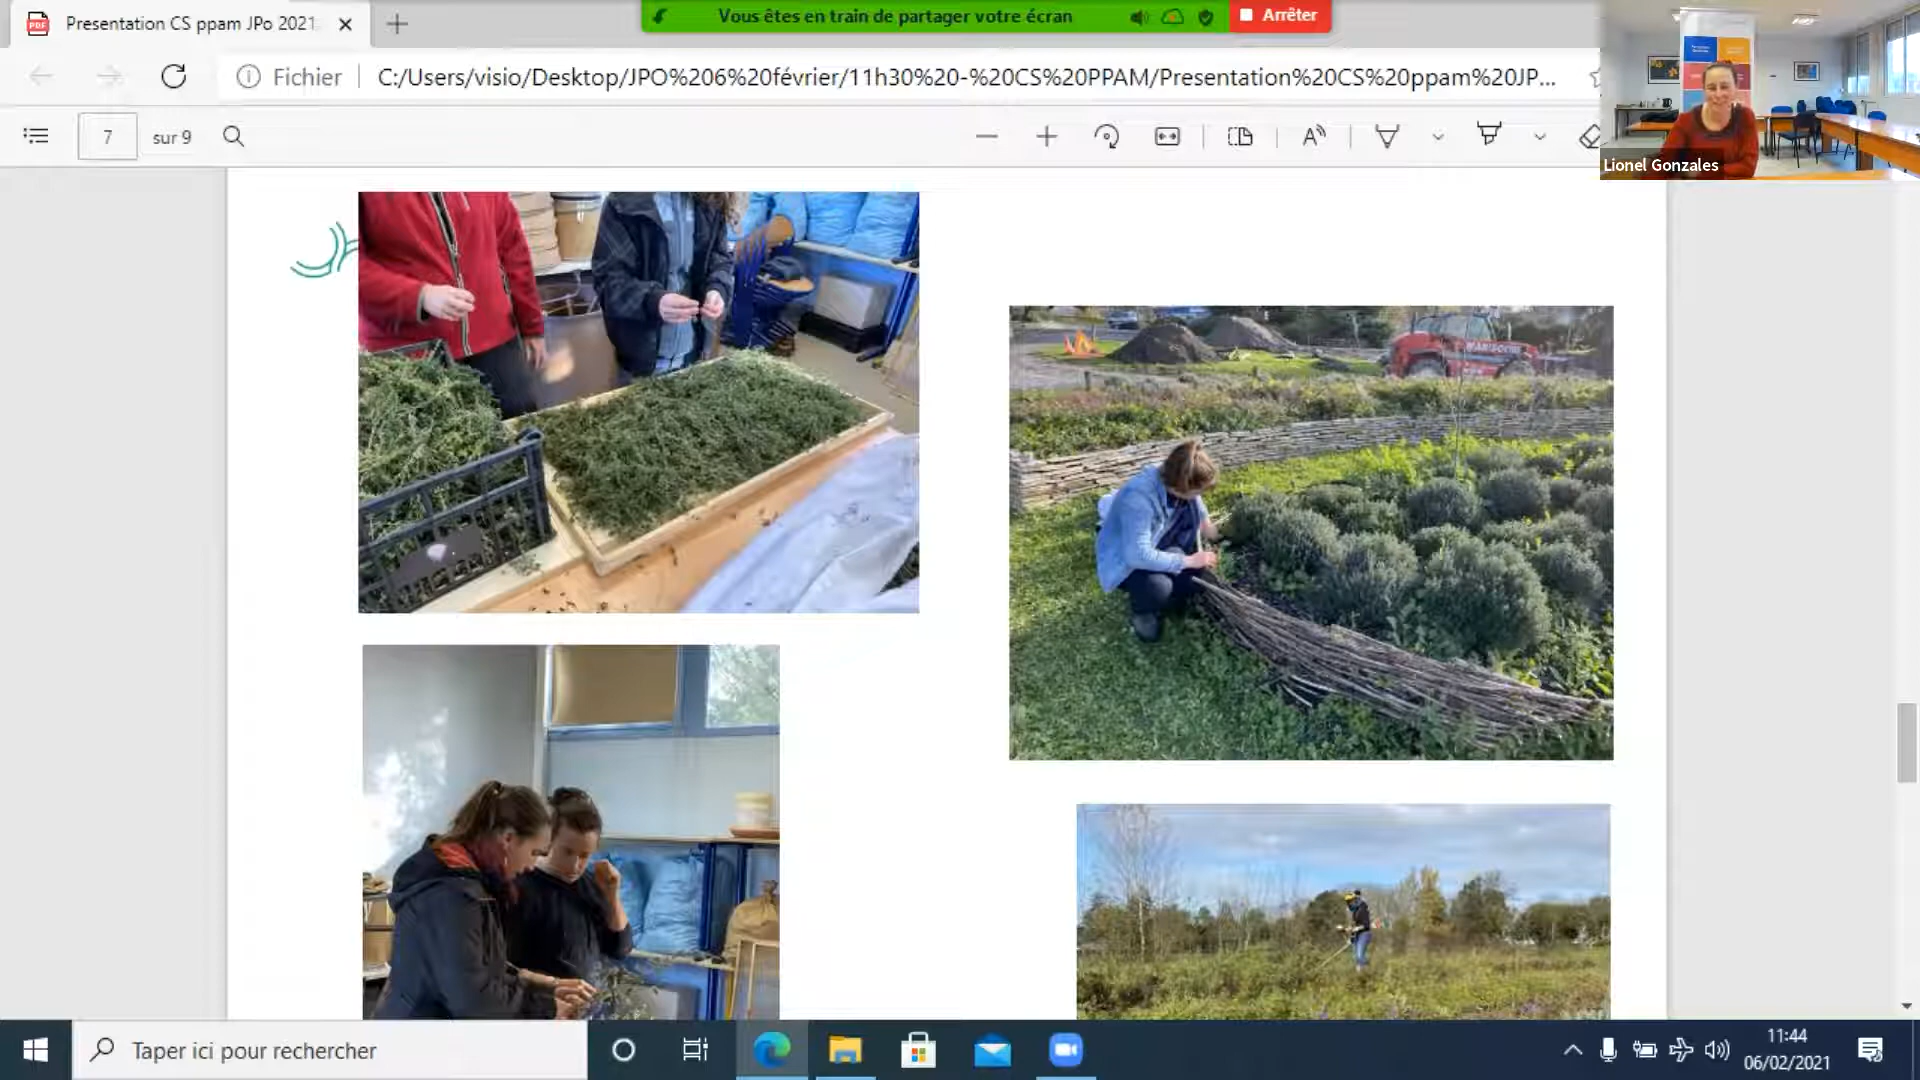 Presentation CS ppam JPo 2021
Vous êtes en train de partager votre écran
Arrêter
Fichier
C:/Users/visio/Desktop/JPO%206%20février/11h30%20-%20CS%20PPAM/Presentation%20CS%20ppam%20JP...
7
sur 9
Lionel Gonzales
Taper ici pour rechercher
11:44
06/02/2021